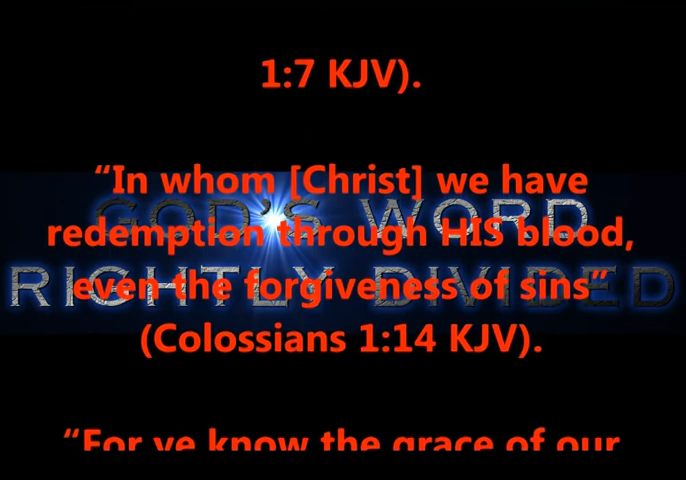 1:7 KJV).
“In whom [Christ] we have
GOD'S WORD
redemption through HIS blood,
RIGHTLY DIVIDED
even the forgiveness of sins”
(Colossians 1:14 KJV).
“For ye know the grace of our